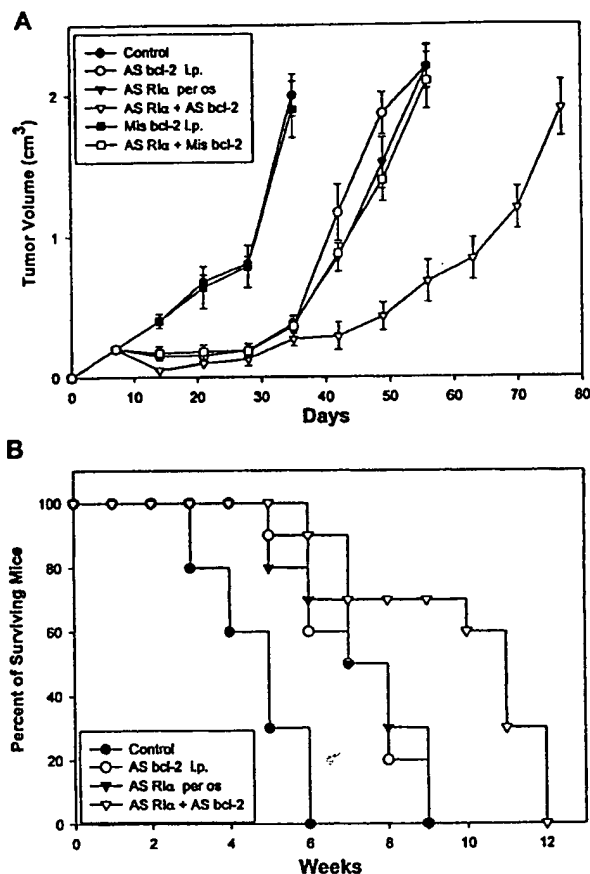 A
Control
AS bcl-2 i.p.
AS RIα per os
AS RIα + AS bcl-2
Mis bcl-2 i.p.
AS RIα + Mis bcl-2
Tumor Volume (cm³)
2
1
0
0 10 20 30 40 50 60 70 80
Days
B
Percent of Surviving Mice
100
80
60
40
20
0
Control
AS bcl-2 i.p.
AS RIα per os
AS RIα + AS bcl-2
0 2 4 6 8 10 12
Weeks